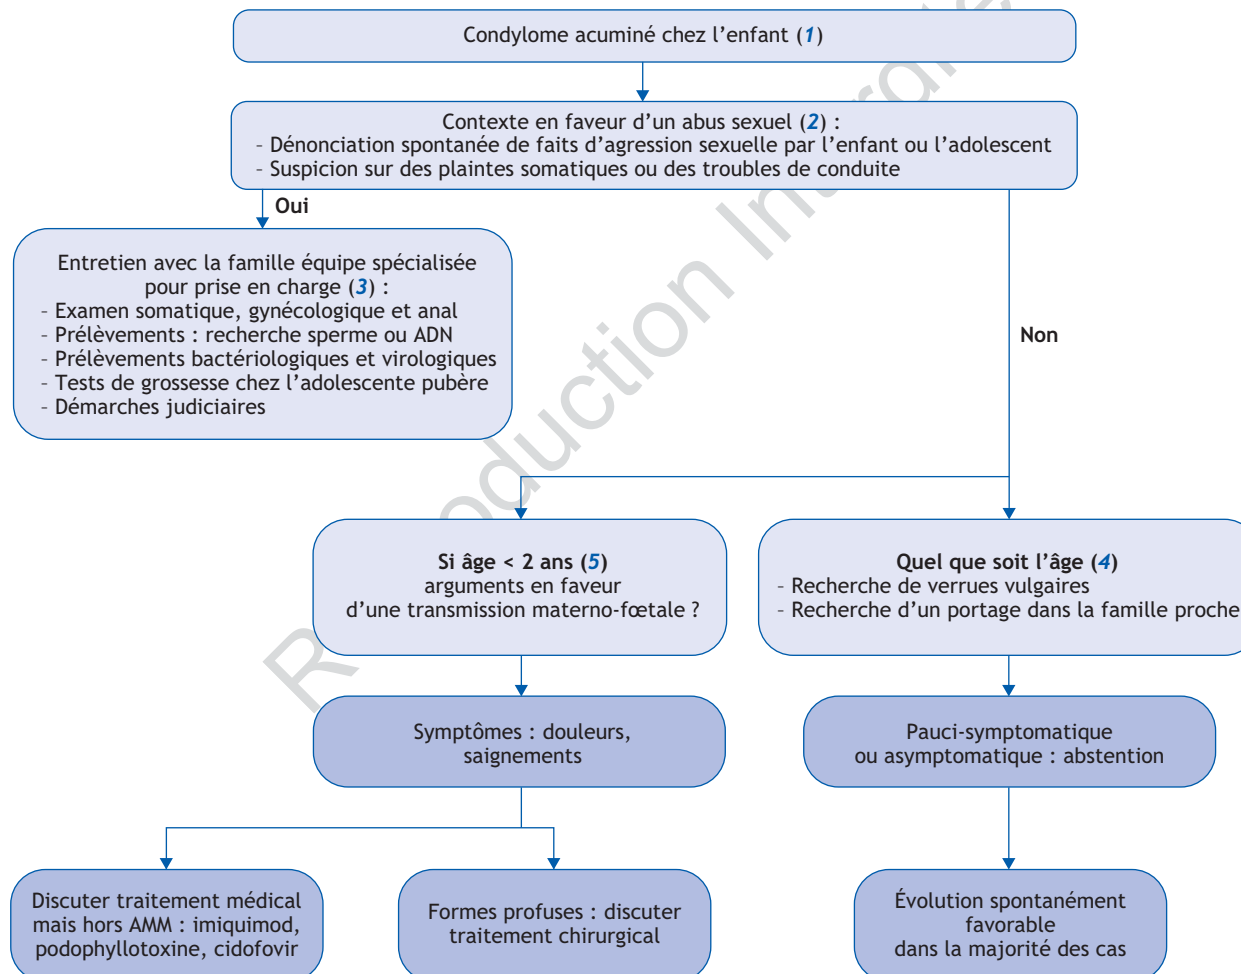 Condylome acuminé chez l’enfant (1)
Contexte en faveur d’un abus sexuel (2) :
- Dénonciation spontanée de faits d’agression sexuelle par l’enfant ou l’adolescent
- Suspicion sur des plaintes somatiques ou des troubles de conduite
Oui
Entretien avec la famille équipe spécialisée
pour prise en charge (3) :
- Examen somatique, gynécologique et anal
- Prélèvements : recherche sperme ou ADN
- Prélèvements bactériologiques et virologiques
- Tests de grossesse chez l’adolescente pubère
- Démarches judiciaires
Non
Si âge < 2 ans (5)
arguments en faveur
d’une transmission materno-fœtale ?
Quel que soit l’âge (4)
- Recherche de verrues vulgaires
- Recherche d’un portage dans la famille proche
Symptômes : douleurs,
saignements
Pauci-symptomatique
ou asymptomatique : abstention
Discuter traitement médical
mais hors AMM : imiquimod,
podophyllotoxine, cidofovir
Formes profuses : discuter
traitement chirurgical
Évolution spontanément
favorable
dans la majorité des cas